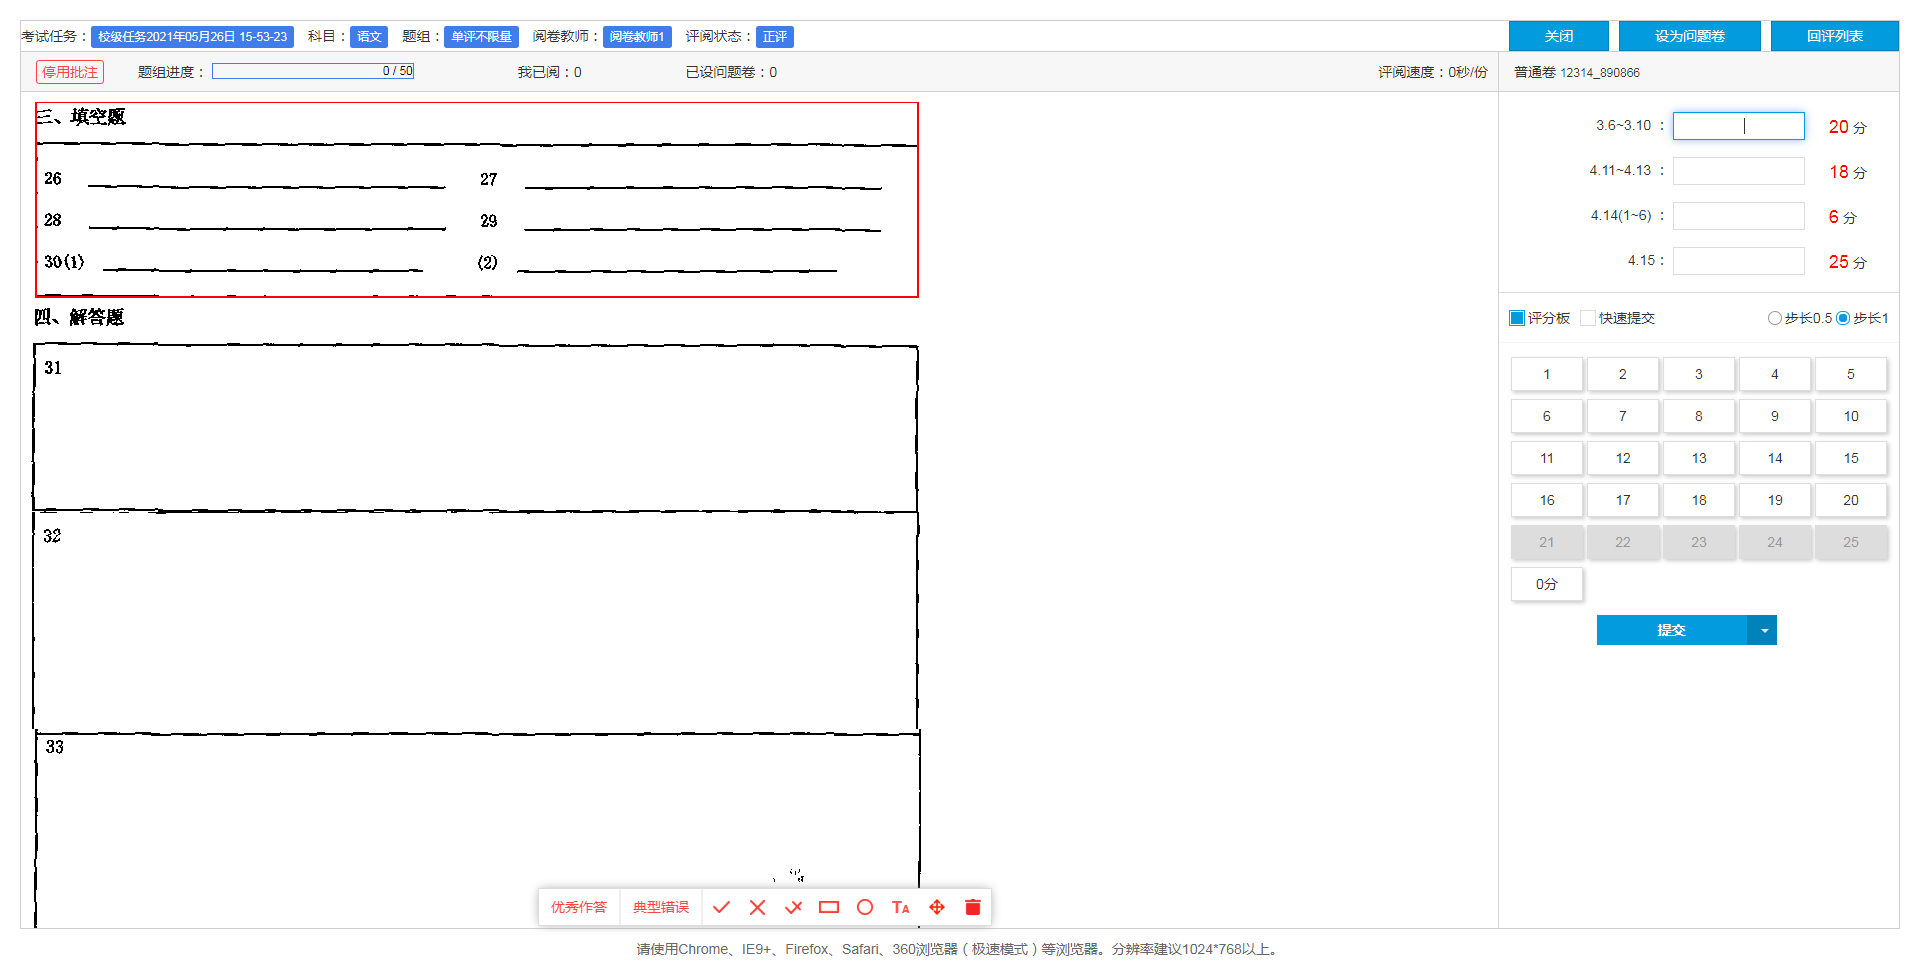 考试任务： 校级任务2021年05月26日 15-53-23 科目： 语文 题组： 单评不限量 阅卷教师： 阅卷教师1 评阅状态： 正评 关闭 设为问题卷 回评列表
停用批注 题组进度： 0 / 50 我已阅：0 已设问题卷：0 评阅速度：0秒/份 普通卷 12314_890866
三、填空题
26 27
28 29
30(1) (2)
四、解答题
31
32
33
3.6~3.10 ： 20 分
4.11~4.13 ： 18 分
4.14(1~6) ： 6 分
4.15： 25 分
评分板 快速提交 步长0.5 步长1
1 2 3 4 5
6 7 8 9 10
11 12 13 14 15
16 17 18 19 20
21 22 23 24 25
0分
提交
优秀作答 典型错误 TA
请使用Chrome、IE9+、Firefox、Safari、360浏览器（极速模式）等浏览器。分辨率建议1024*768以上。